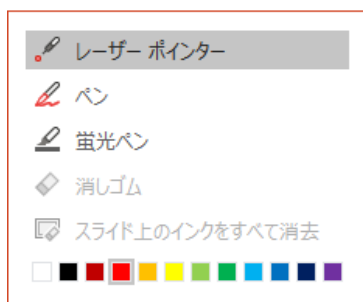 レーザー ポインター
ペン
蛍光ペン
消しゴム
スライド上のインクをすべて消去